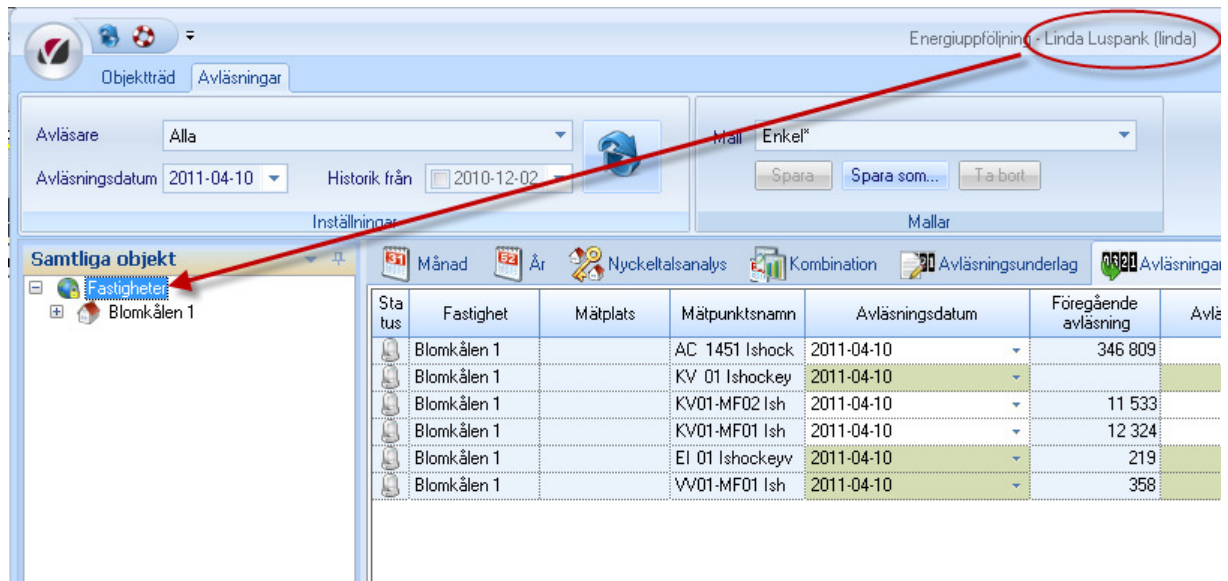 Energiuppföljning - Linda Luspank (linda)
Objektträd Avläsningar
Avläsare Alla
Avläsningsdatum 2011-04-10 Historik från 2010-12-02
Inställningar
Mall Enkel*
Spara Spara som... Ta bort
Mallar
Samtliga objekt
Fastigheter
Blomkålen 1
Månad År Nyckeltalsanalys Kombination Avläsningsunderlag Avläsningar
Sta
tus Fastighet Mätplats Mätpunktsnamn Avläsningsdatum Föregående
avläsning Avlä
Blomkålen 1 AC 1451 Ishock 2011-04-10 346 809
Blomkålen 1 KV 01 Ishockey 2011-04-10
Blomkålen 1 KV01-MF02 Ish 2011-04-10 11 533
Blomkålen 1 KV01-MF01 Ish 2011-04-10 12 324
Blomkålen 1 El 01 Ishockeyv 2011-04-10 219
Blomkålen 1 VV01-MF01 Ish 2011-04-10 358